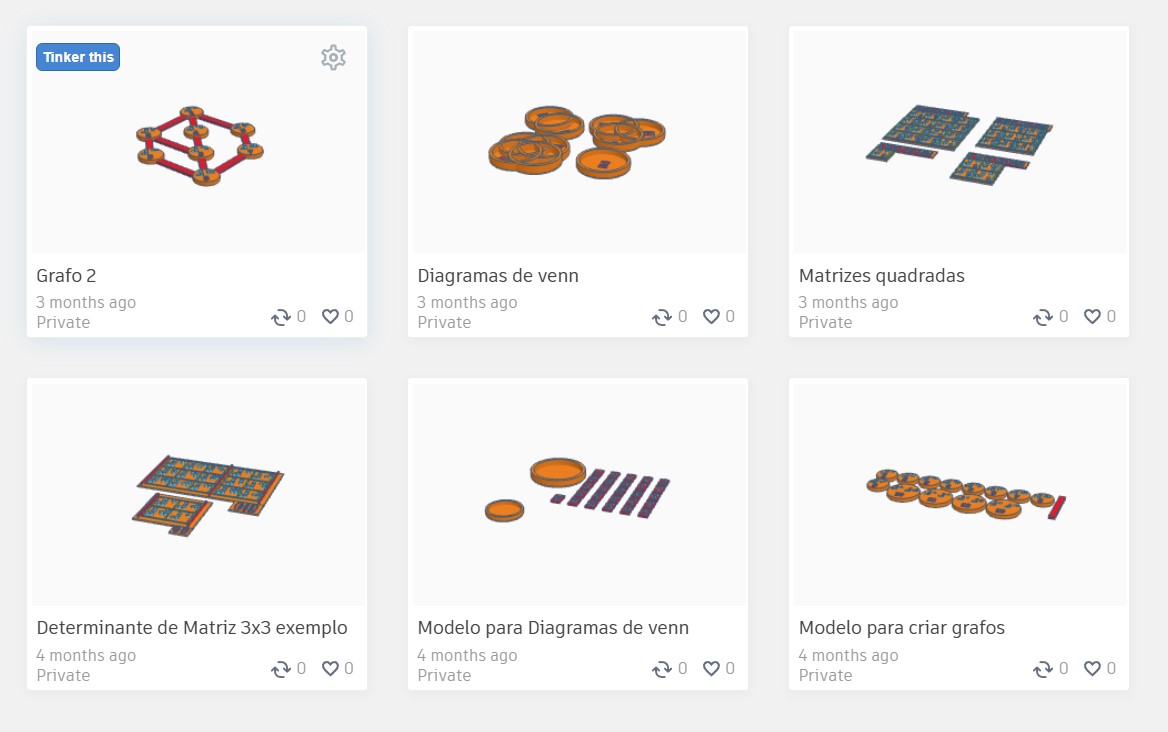 Tinker this
Grafo 2
3 months ago
Private
0 0
Diagramas de venn
3 months ago
Private
0 0
Matrizes quadradas
3 months ago
Private
0 0
Determinante de Matriz 3x3 exemplo
4 months ago
Private
0 0
Modelo para Diagramas de venn
4 months ago
Private
0 0
Modelo para criar grafos
4 months ago
Private
0 0